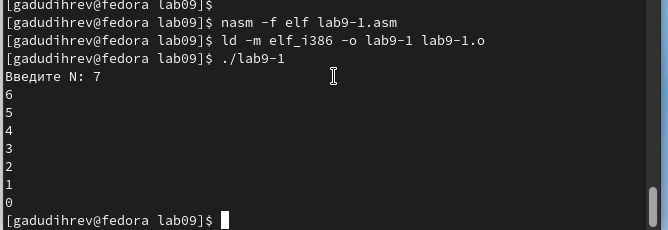 [gadudihrev@fedora lab09]$
[gadudihrev@fedora lab09]$ nasm -f elf lab9-1.asm
[gadudihrev@fedora lab09]$ ld -m elf_i386 -o lab9-1 lab9-1.o
[gadudihrev@fedora lab09]$ ./lab9-1
Введите N: 7
6
5
4
3
2
1
0
[gadudihrev@fedora lab09]$